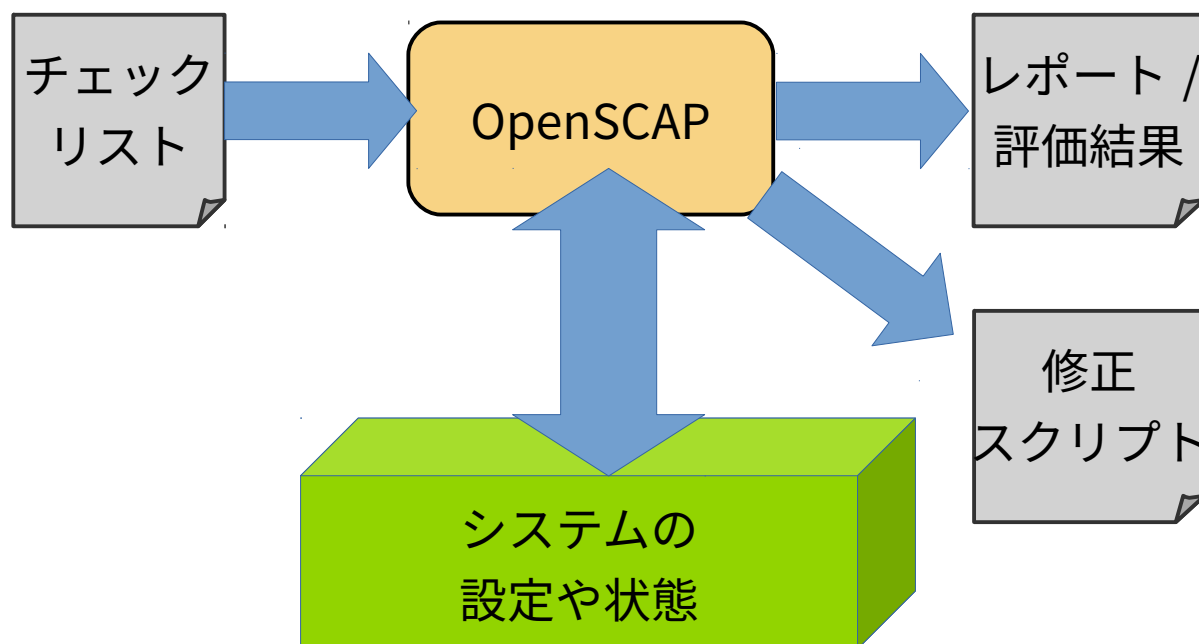 チェック
リスト
OpenSCAP
レポート /
評価結果
修正
スクリプト
システムの
設定や状態